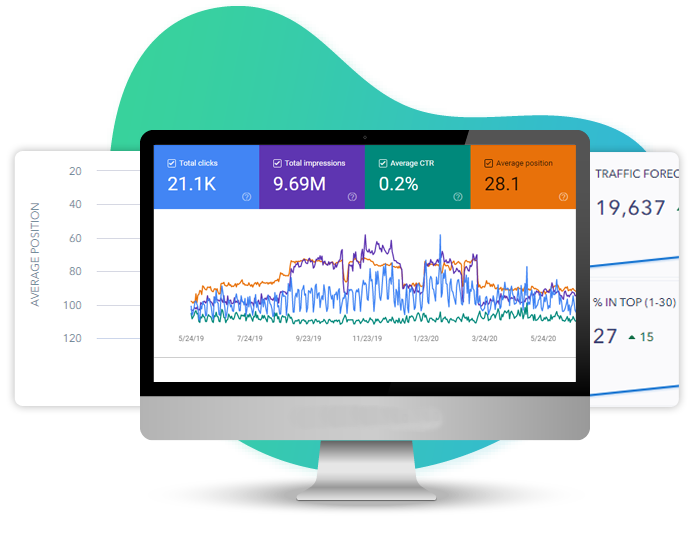 20
40
60
80
100
120
AVERAGE POSITION
Total clicks
21.1K
Total impressions
9.69M
Average CTR
0.2%
Average position
28.1
5/24/19 7/24/19 9/23/19 11/23/19 1/23/20 3/24/20 5/24/20
TRAFFIC FOREC
19,637
% IN TOP (1-30)
27 15